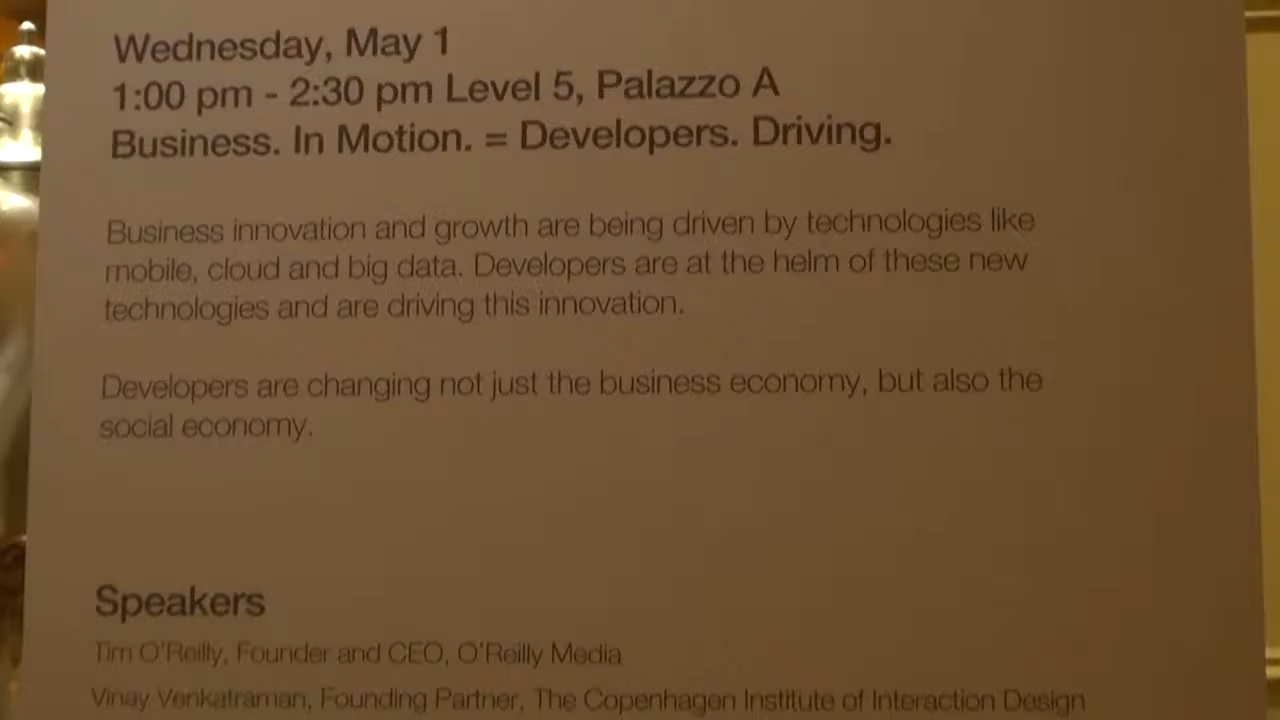 Wednesday, May 1
1:00 pm - 2:30 pm Level 5, Palazzo A
Business. In Motion. = Developers. Driving.
Business innovation and growth are being driven by technologies like
mobile, cloud and big data. Developers are at the helm of these new
technologies and are driving this innovation.
Developers are changing not just the business economy, but also the
social economy.
Speakers
Tim O'Reilly, Founder and CEO, O'Reilly Media
Vinay Venkatraman, Founding Partner, The Copenhagen Institute of Interaction Design